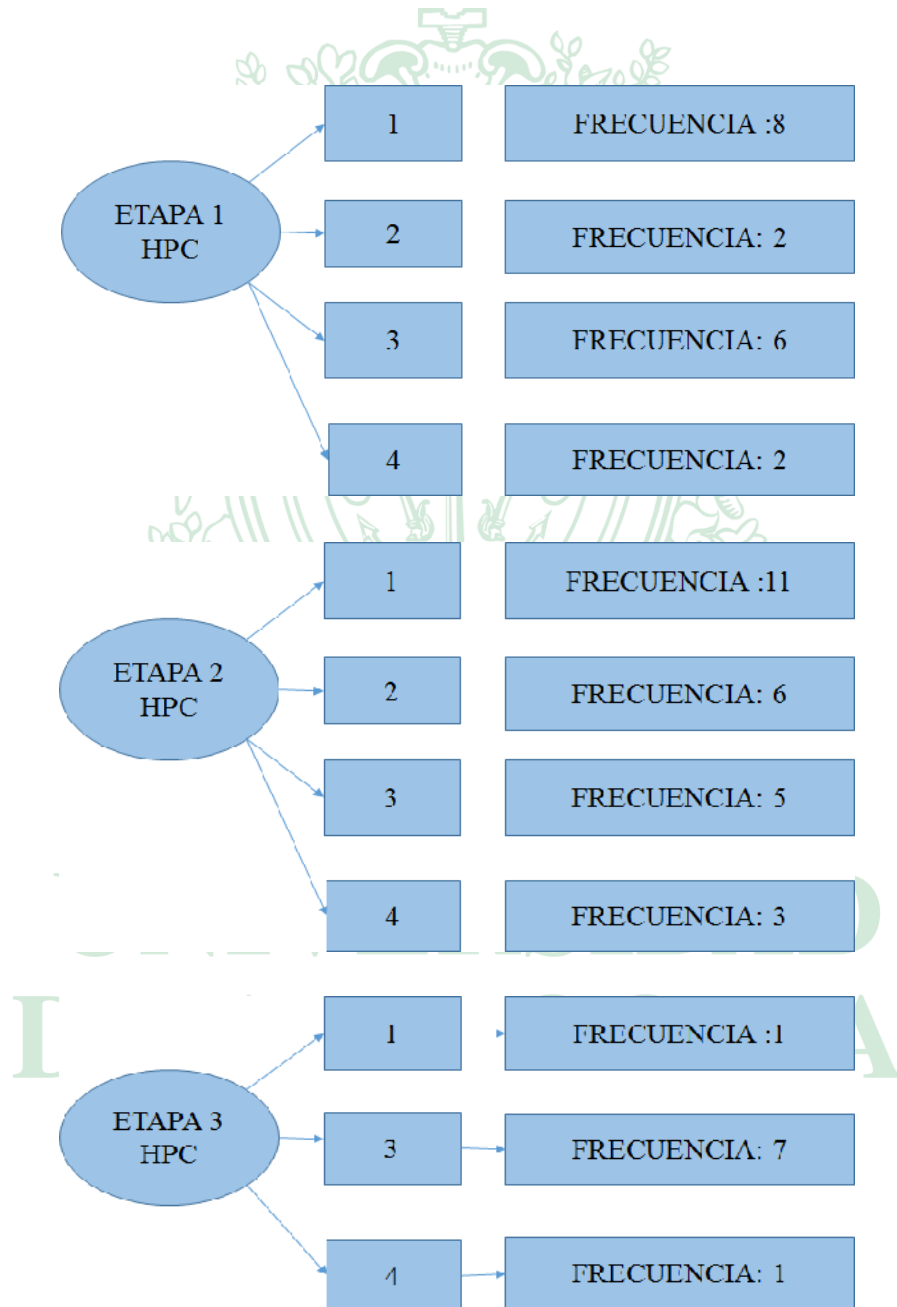 1 FRECUENCIA :8
ETAPA 1
HPC
2 FRECUENCIA: 2
3 FRECUENCIA: 6
4 FRECUENCIA: 2
1 FRECUENCIA :11
ETAPA 2
HPC
2 FRECUENCIA: 6
3 FRECUENCIA: 5
4 FRECUENCIA: 3
1 FRECUENCIA :1
ETAPA 3
HPC
3 FRECUENCIA: 7
4 FRECUENCIA: 1